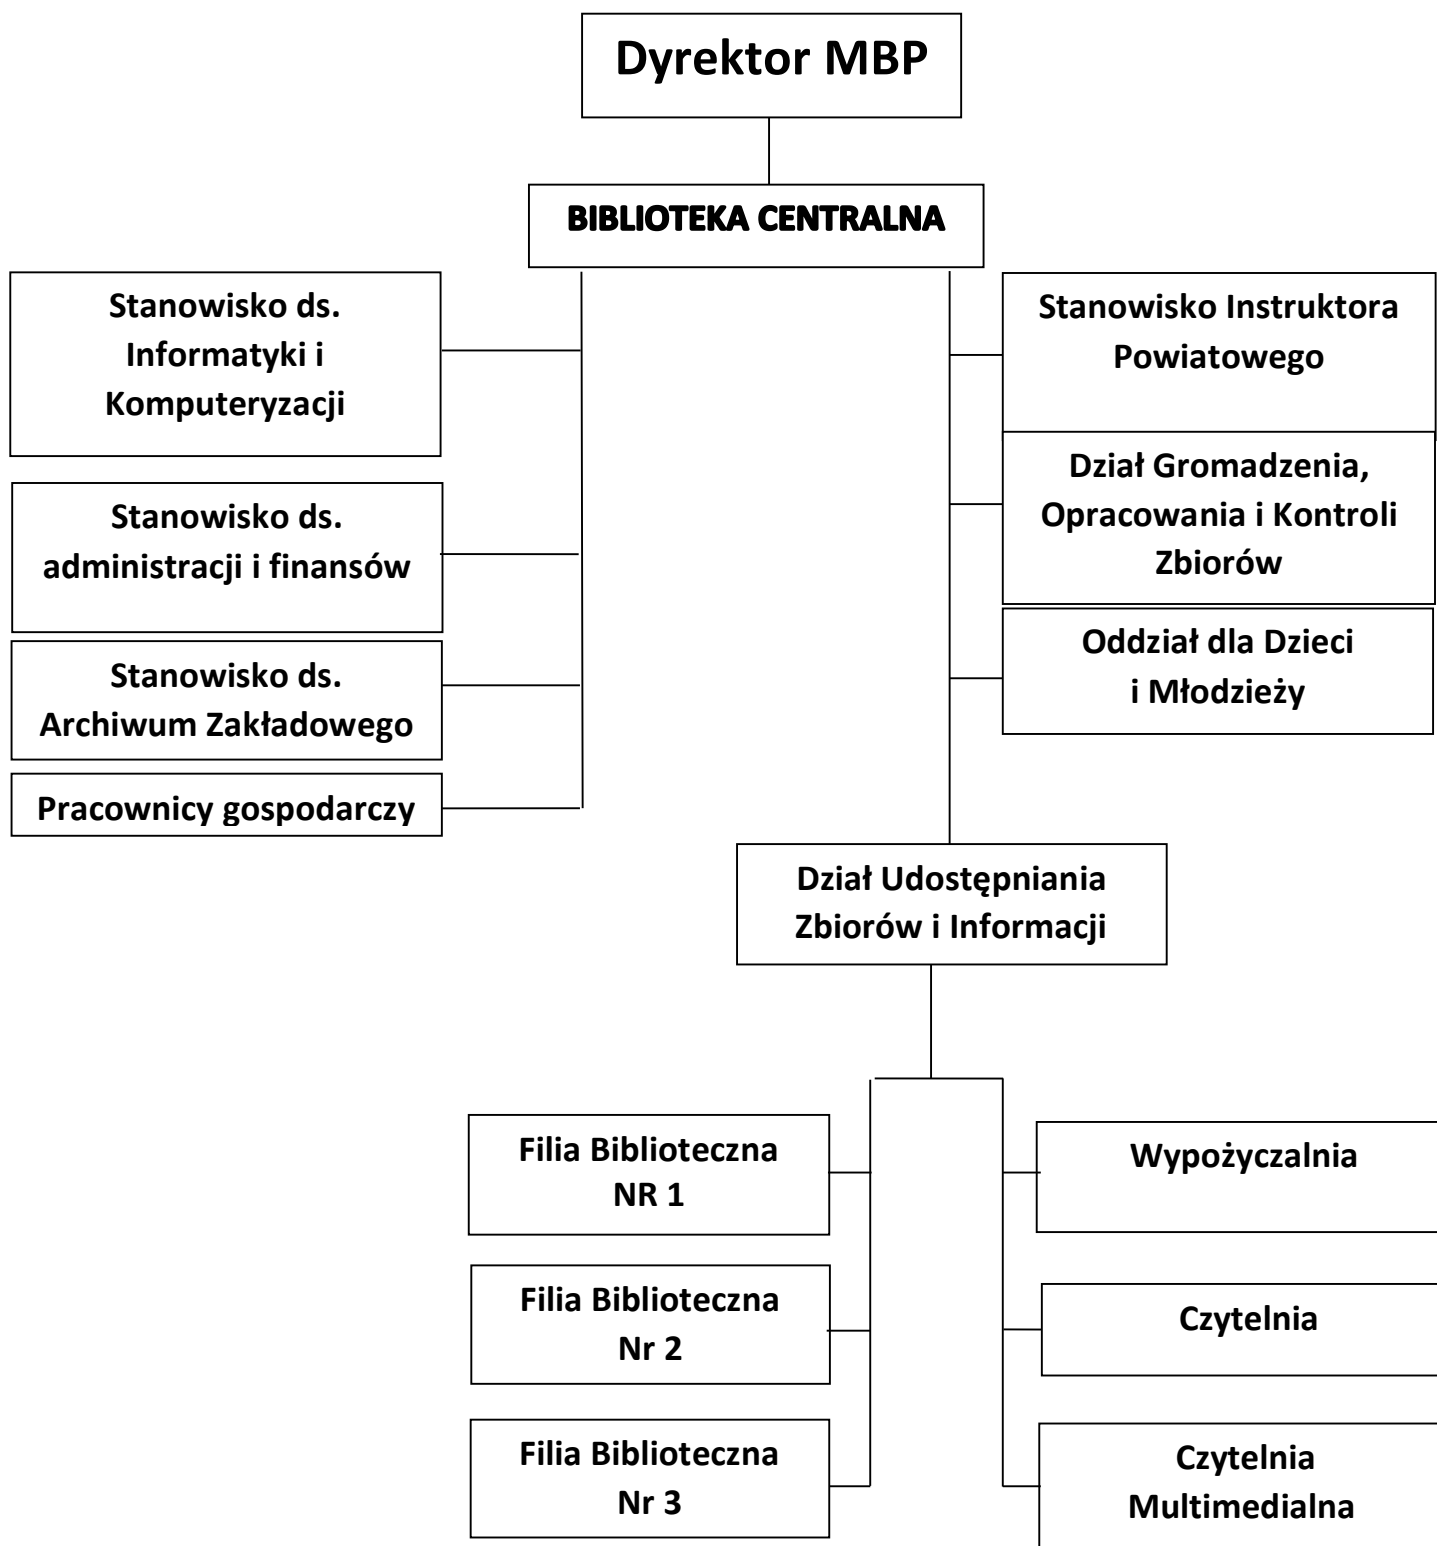 Dyrektor MBP
BIBLIOTEKA CENTRALNA
Stanowisko ds.
Informatyki i
Komputeryzacji
Stanowisko ds.
administracji i finansów
Stanowisko ds.
Archiwum Zakładowego
Pracownicy gospodarczy
Stanowisko Instruktora
Powiatowego
Dział Gromadzenia,
Opracowania i Kontroli
Zbiorów
Oddział dla Dzieci
i Młodzieży
Dział Udostępniania
Zbiorów i Informacji
Filia Biblioteczna
NR 1
Filia Biblioteczna
Nr 2
Filia Biblioteczna
Nr 3
Wypożyczalnia
Czytelnia
Czytelnia
Multimedialna